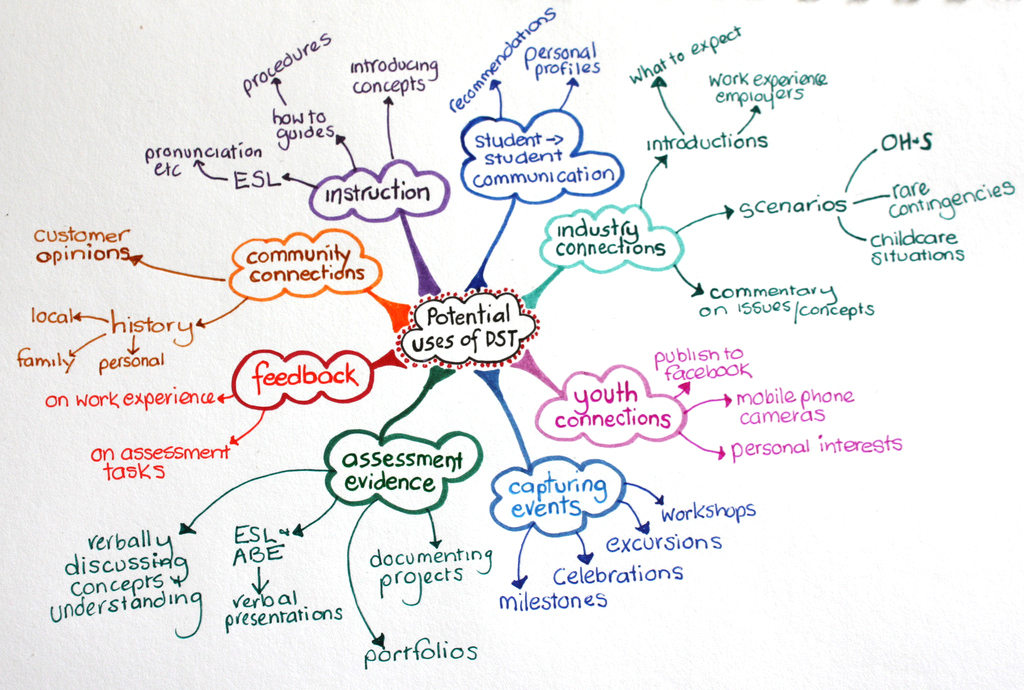 Potential
uses of DST
instruction
how to
guides
procedures
introducing
concepts
ESL
pronunciation
etc
student →
student
communication
recommendations
personal
profiles
industry
connections
introductions
what to expect
work experience
employers
scenarios
OH+S
rare
contingencies
childcare
situations
commentary
on issues/concepts
youth
connections
publish to
facebook
mobile phone
cameras
personal interests
capturing
events
workshops
excursions
celebrations
milestones
assessment
evidence
documenting
projects
portfolios
ESL +
ABE
verbal
presentations
verbally
discussing
concepts +
understanding
feedback
on work experience
on assessment
tasks
community
connections
customer
opinions
history
local
family
personal